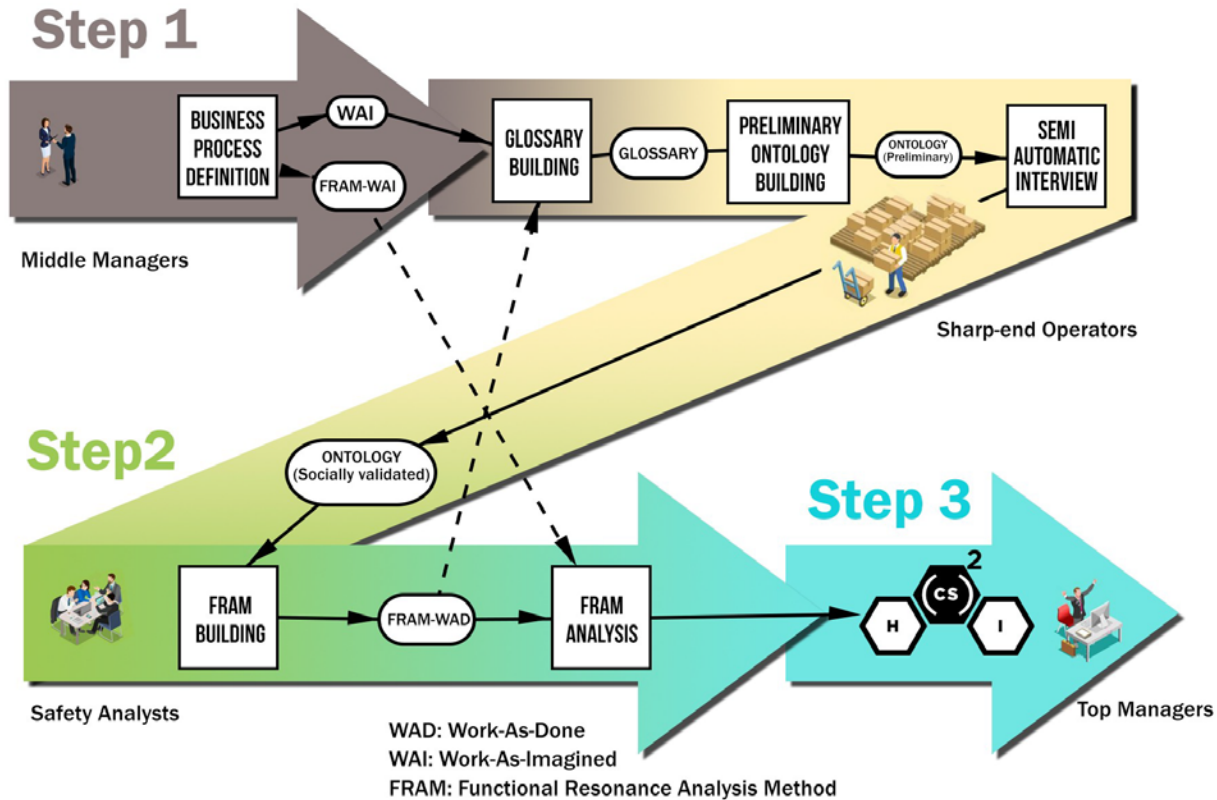 Step 1
BUSINESS
PROCESS
DEFINITION
WAI
FRAM-WAI
GLOSSARY
BUILDING
GLOSSARY
PRELIMINARY
ONTOLOGY
BUILDING
ONTOLOGY
(Preliminary)
SEMI
AUTOMATIC
INTERVIEW
Middle Managers
Sharp-end Operators
Step2
ONTOLOGY
(Socially validated)
FRAM
BUILDING
FRAM-WAD
FRAM
ANALYSIS
Safety Analysts
Step 3
H
(CS)
2
I
Top Managers
WAD: Work-As-Done
WAI: Work-As-Imagined
FRAM: Functional Resonance Analysis Method